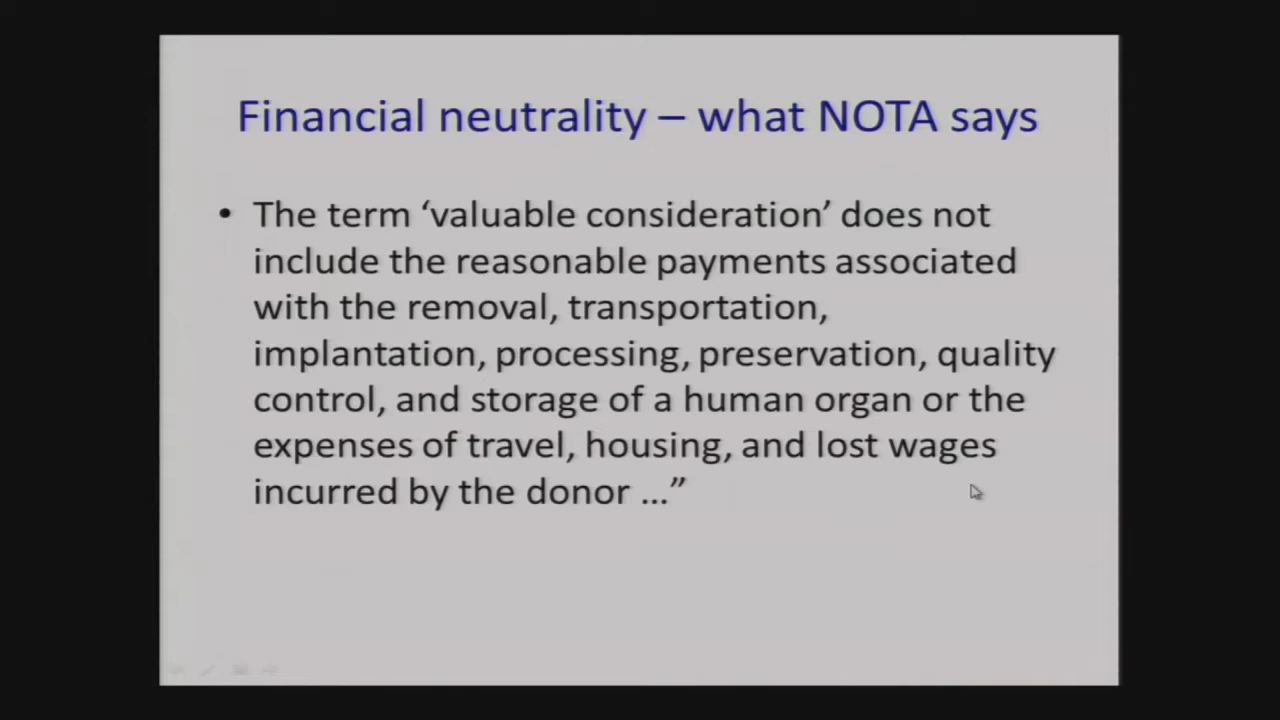 Financial neutrality – what NOTA says
• The term ‘valuable consideration’ does not
include the reasonable payments associated
with the removal, transportation,
implantation, processing, preservation, quality
control, and storage of a human organ or the
expenses of travel, housing, and lost wages
incurred by the donor …”